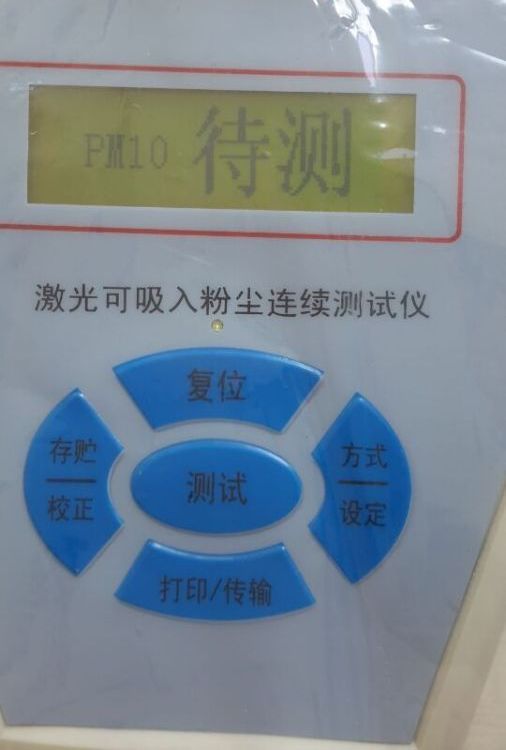 PM10 待测
激光可吸入粉尘连续测试仪
复位
存贮
校正
测试
方式
设定
打印/传输